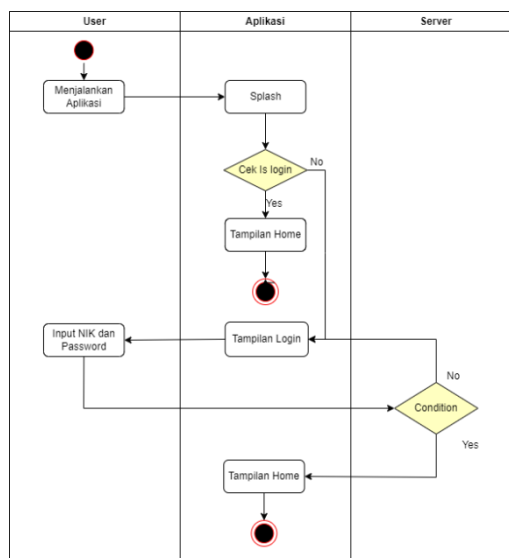 User
Aplikasi
Server
Menjalankan
Aplikasi
Splash
Cek Is login
No
Yes
Tampilan Home
Input NIK dan
Password
Tampilan Login
No
Condition
Yes
Tampilan Home